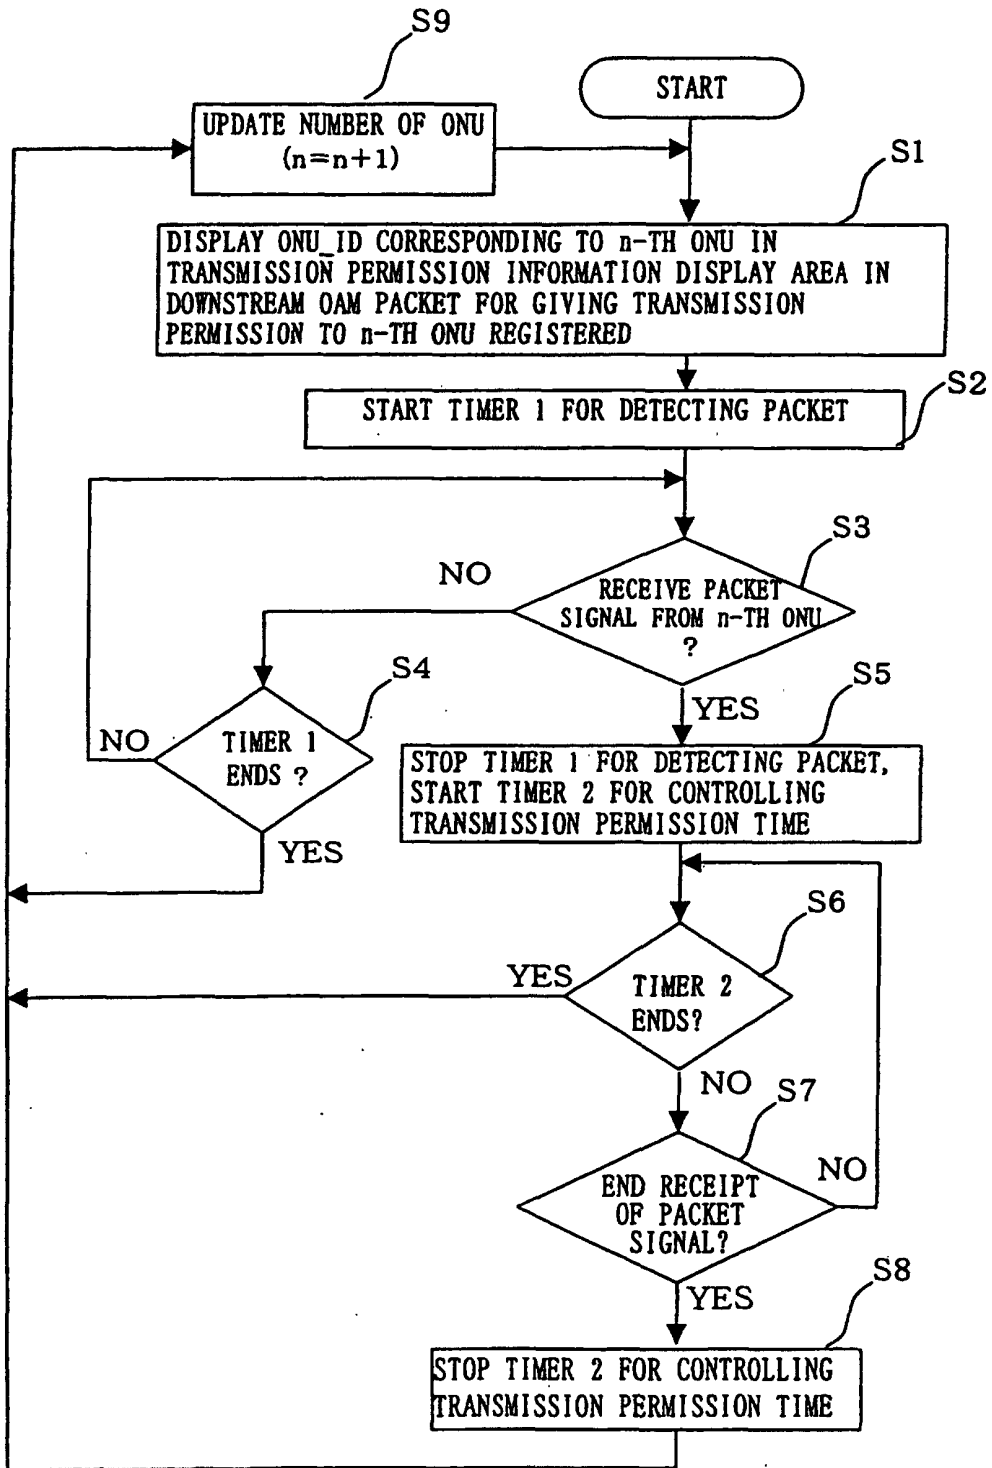 S9
START
UPDATE NUMBER OF ONU
(n=n+1)
S1
DISPLAY ONU_ID CORRESPONDING TO n-TH ONU IN
TRANSMISSION PERMISSION INFORMATION DISPLAY AREA IN
DOWNSTREAM OAM PACKET FOR GIVING TRANSMISSION
PERMISSION TO n-TH ONU REGISTERED
S2
START TIMER 1 FOR DETECTING PACKET
S3
NO
RECEIVE PACKET
SIGNAL FROM n-TH ONU
?
S4
S5
YES
NO
TIMER 1
ENDS ?
STOP TIMER 1 FOR DETECTING PACKET,
START TIMER 2 FOR CONTROLLING
TRANSMISSION PERMISSION TIME
YES
S6
YES
TIMER 2
ENDS?
NO
S7
NO
END RECEIPT
OF PACKET
SIGNAL?
S8
YES
STOP TIMER 2 FOR CONTROLLING
TRANSMISSION PERMISSION TIME